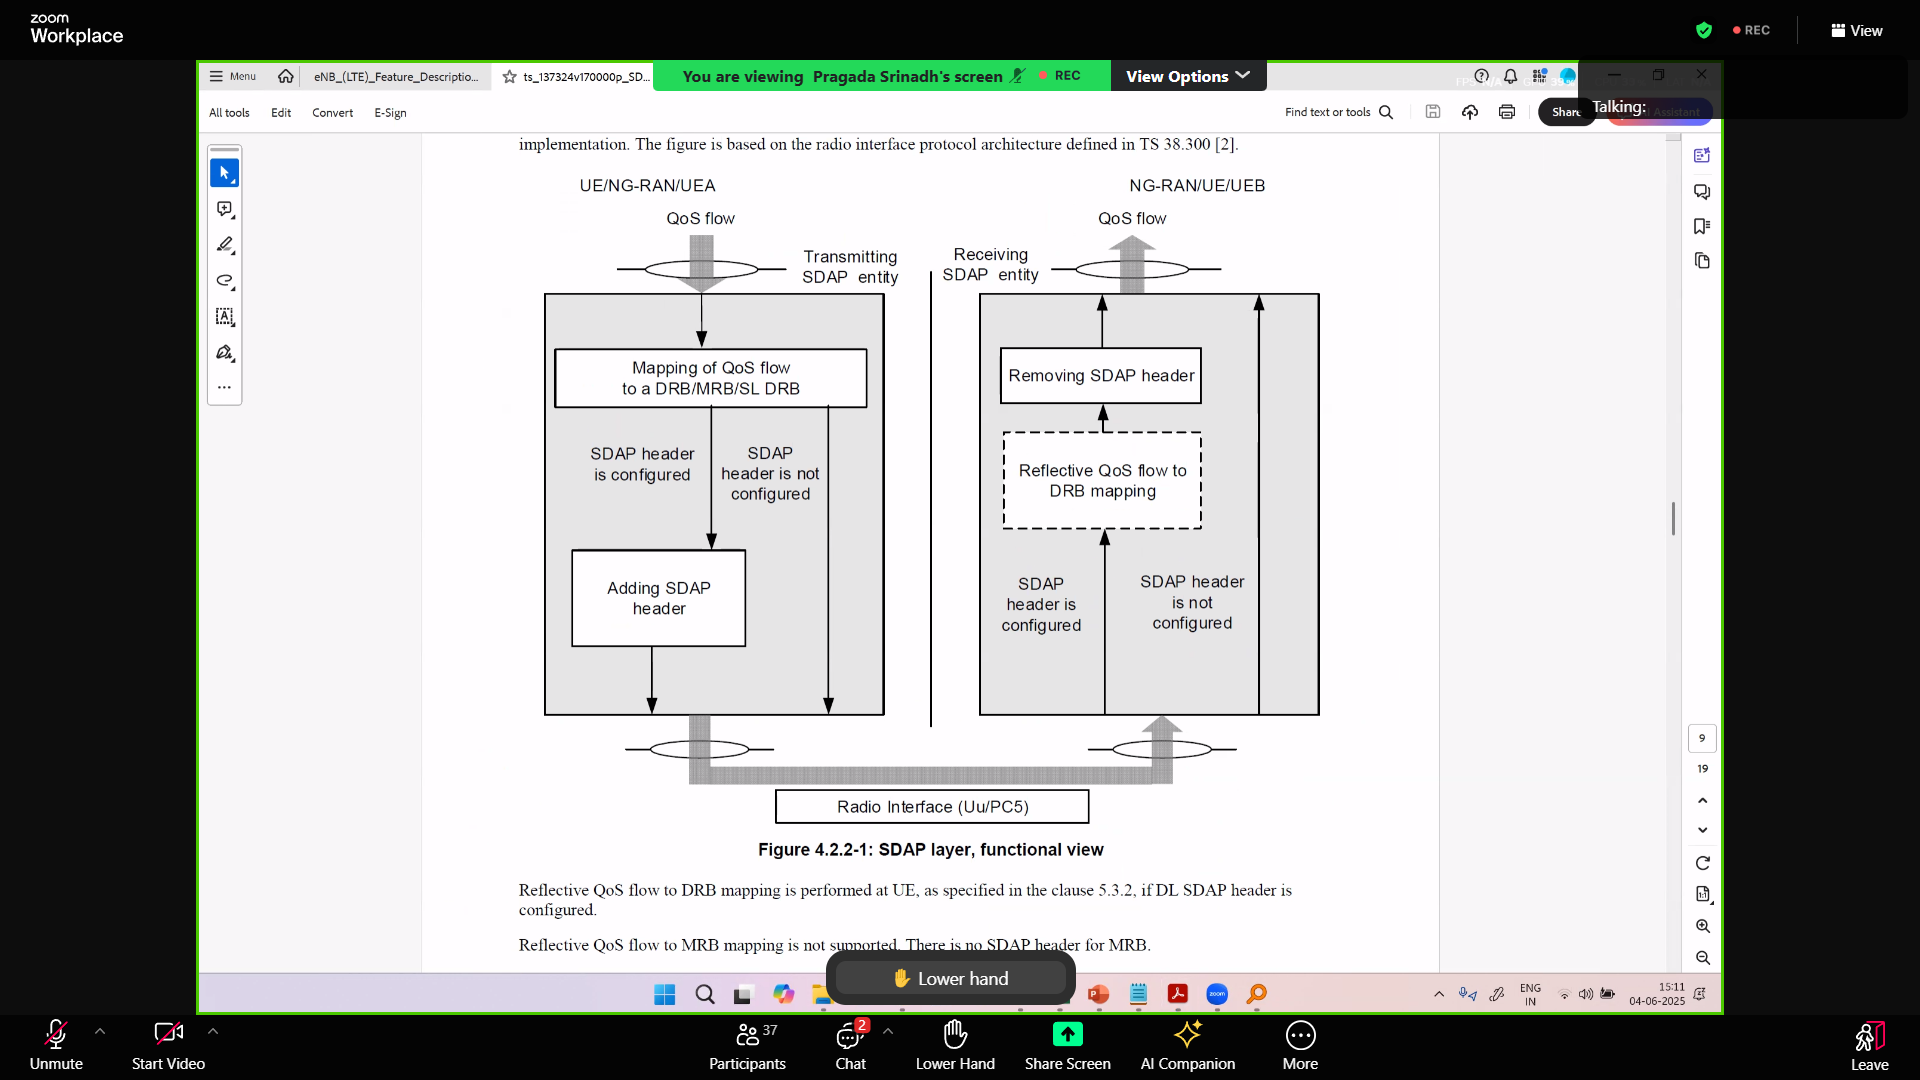 zoom
Workplace
REC
View
Menu
eNB_(LTE)_Feature_Descriptio...
ts_137324v170000p_SD...
You are viewing Pragada Srinadh's screen
REC
View Options
Talking:
All tools
Edit
Convert
E-Sign
Find text or tools
Share
Assistant
implementation. The figure is based on the radio interface protocol architecture defined in TS 38.300 [2].
UE/NG-RAN/UEA
NG-RAN/UE/UEB
QoS flow
QoS flow
Transmitting
SDAP entity
Receiving
SDAP entity
Mapping of QoS flow
to a DRB/MRB/SL DRB
SDAP header
is configured
SDAP
header is not
configured
Adding SDAP
header
Removing SDAP header
Reflective QoS flow to
DRB mapping
SDAP
header is
configured
SDAP header
is not
configured
Radio Interface (Uu/PC5)
Figure 4.2.2-1: SDAP layer, functional view
Reflective QoS flow to DRB mapping is performed at UE, as specified in the clause 5.3.2, if DL SDAP header is
configured.
Reflective QoS flow to MRB mapping is not supported. There is no SDAP header for MRB.
9
19
Lower hand
zoom
ENG
IN
15:11
04-06-2025
Unmute
Start Video
37
Participants
2
Chat
Lower Hand
Share Screen
AI Companion
More
Leave